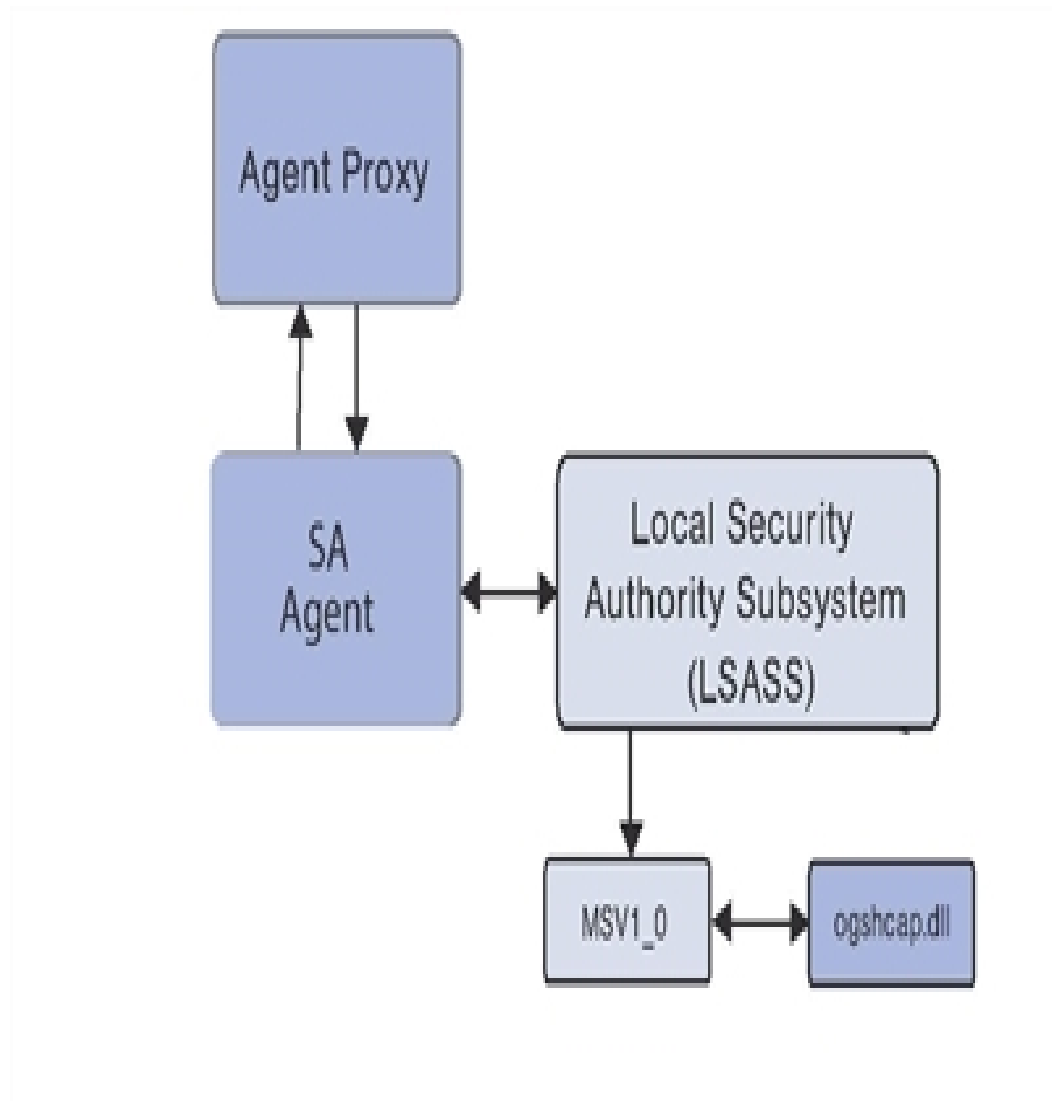 Agent Proxy
SA
Agent
Local Security
Authority Subsystem
(LSASS)
MSV1_0
ogshcap.dll